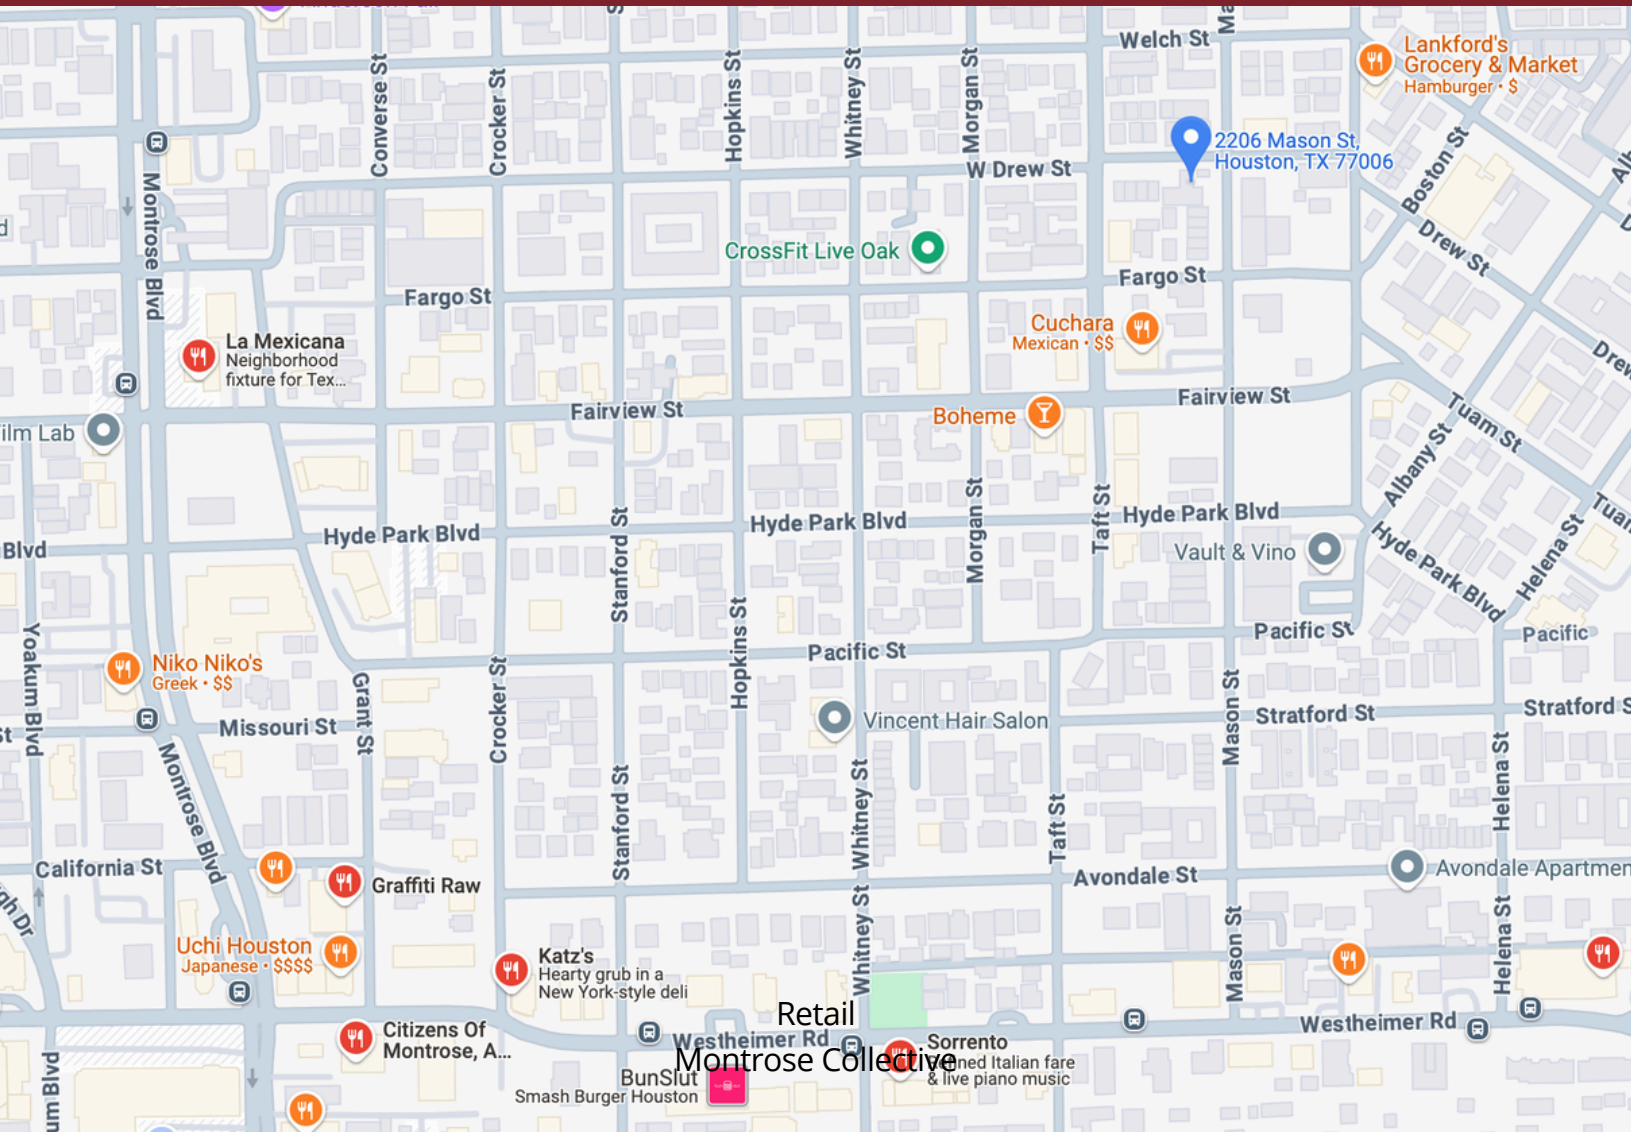 Welch St
Lankford's
Grocery & Market
Hamburger • $
Converse St
Crocker St
Hopkins St
Whitney St
Morgan St
2206 Mason St,
Houston, TX 77006
Boston St
W Drew St
Montrose Blvd
CrossFit Live Oak
Drew St
Fargo St
Fargo St
Cuchara
Mexican • $$
La Mexicana
Neighborhood
fixture for Tex...
Fairview St
Fairview St
Boheme
Tuam St
Albany St
Hyde Park Blvd
Hyde Park Blvd
Hyde Park Blvd
Blvd
Stanford St
Morgan St
Taft St
Vault & Vino
Hyde Park Blvd
Helena St
Pacific St
Pacific St
Pacific
Yoakum Blvd
Niko Niko's
Greek • $$
Hopkins St
Crocker St
Grant St
Missouri St
Vincent Hair Salon
Mason St
Stratford St
Stratford S
Montrose Blvd
Stanford St
Whitney St
Taft St
Helena St
California St
Graffiti Raw
Avondale St
Avondale Apartmen
Uchi Houston
Japanese • $$$$
Katz's
Hearty grub in a
New York-style deli
Whitney St
Mason St
Helena St
Retail
Citizens Of
Montrose, A...
Westheimer Rd
Westheimer Rd
Montrose Collective
Sorrento
& live piano music
BunSlut
Smash Burger Houston